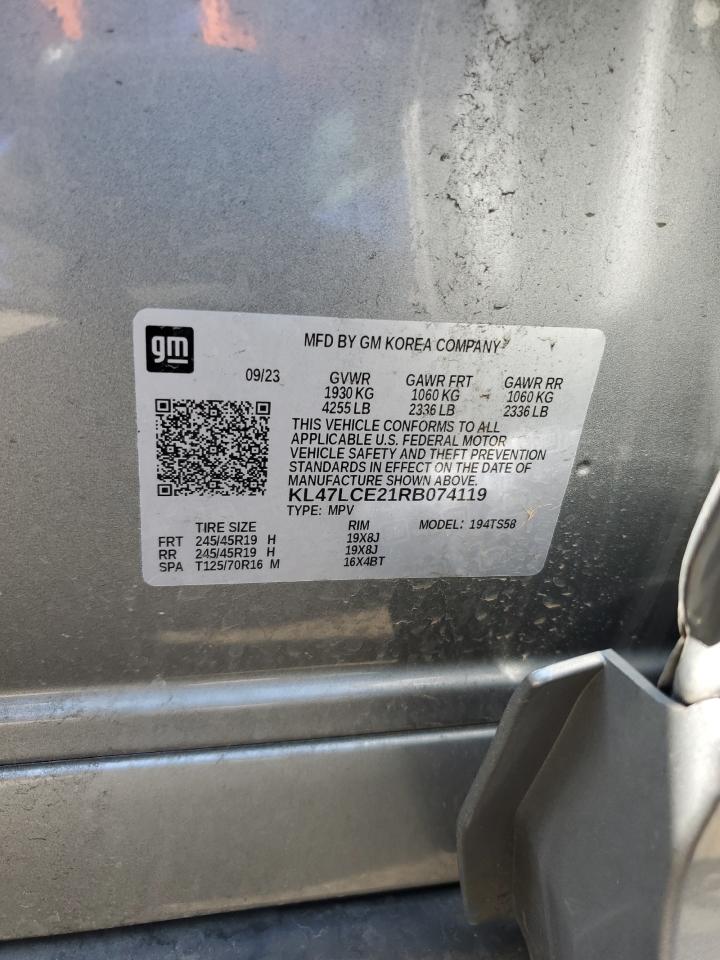 gm
MFD BY GM KOREA COMPANY
09/23 GVWR GAWR FRT GAWR RR
1930 KG 1060 KG 1060 KG
4255 LB 2336 LB 2336 LB
THIS VEHICLE CONFORMS TO ALL
APPLICABLE U.S. FEDERAL MOTOR
VEHICLE SAFETY AND THEFT PREVENTION
STANDARDS IN EFFECT ON THE DATE OF
MANUFACTURE SHOWN ABOVE.
KL47LCE21RB074119
TYPE: MPV
TIRE SIZE RIM MODEL: 194TS58
FRT 245/45R19 H 19X8J
RR 245/45R19 H 19X8J
SPA T125/70R16 M 16X4BT